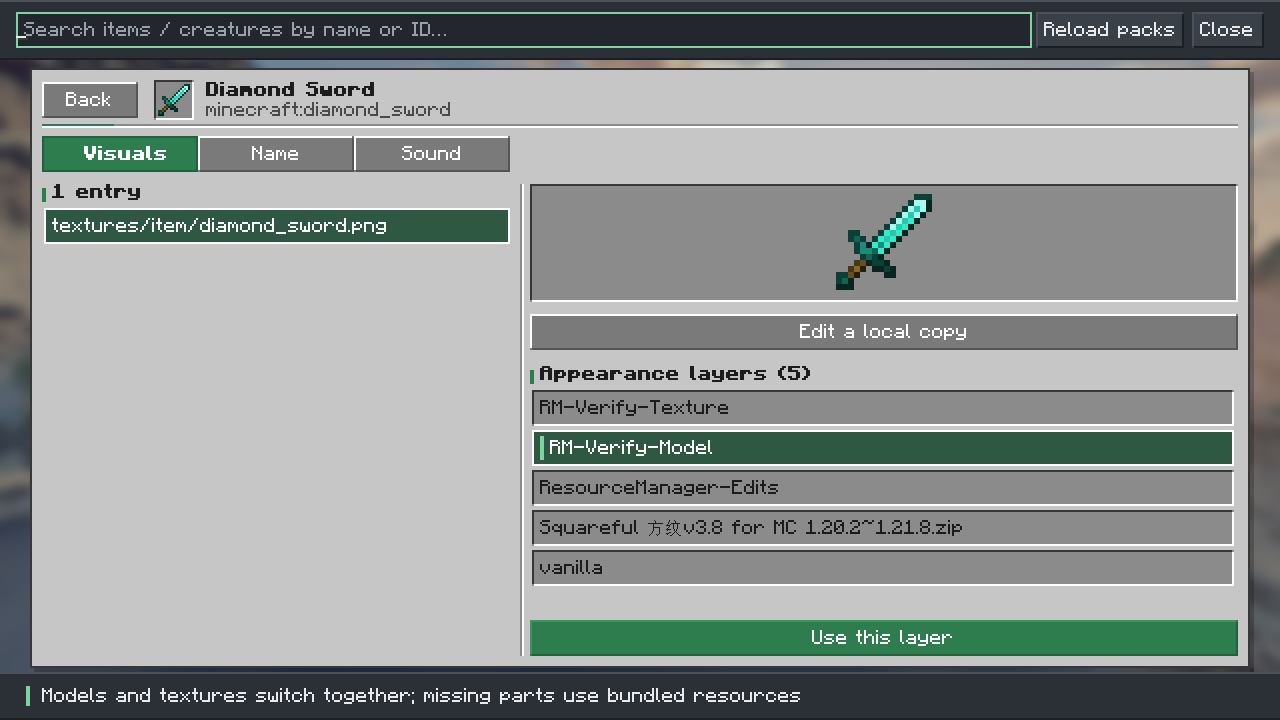 Search items / creatures by name or ID...
Reload packs
Close
Back
Diamond Sword
minecraft:diamond_sword
Visuals
Name
Sound
1 entry
textures/item/diamond_sword.png
Edit a local copy
Appearance layers (5)
RM-Verify-Texture
RM-Verify-Model
ResourceManager-Edits
Squareful 方纹v3.8 for MC 1.20.2~1.21.8.zip
vanilla
Use this layer
Models and textures switch together; missing parts use bundled resources